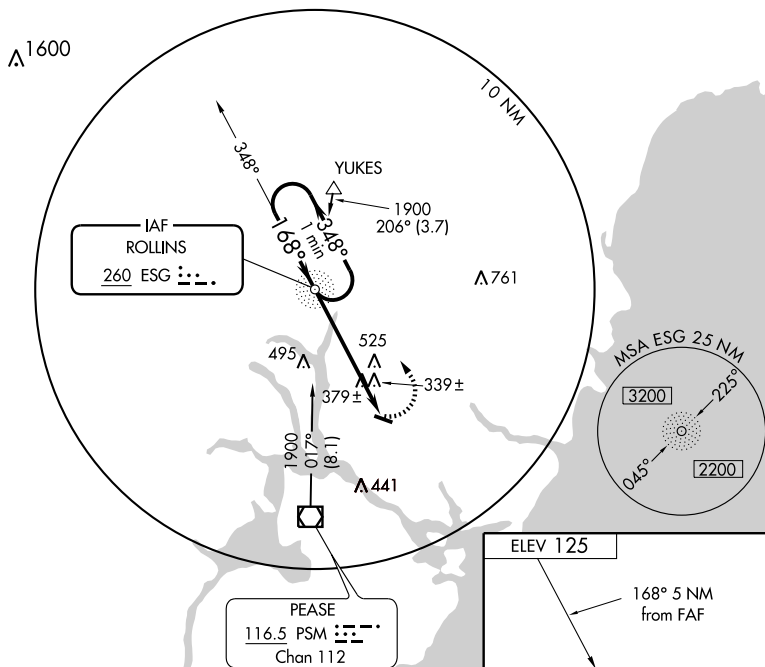 1600
10 NM
348°
YUKES
1900
206° (3.7)
IAF
ROLLINS
260 ESG
168°
1 min
348°
761
525
495
379 ±
339 ±
MSA ESG 25 NM
3200
225°
045°
2200
1900
017°
(8.1)
441
PEASE
116.5 PSM
Chan 112
ELEV 125
168° 5 NM
from FAF